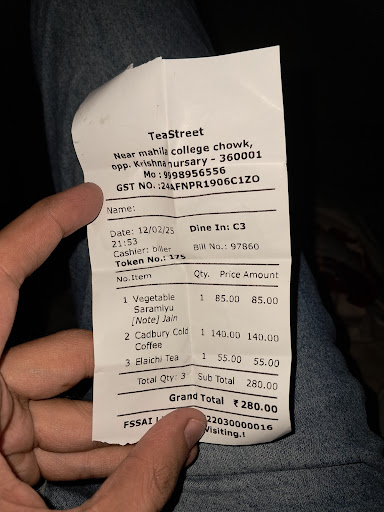 TeaStreet
Near mahila college chowk,
opp. Krishna nursary - 360001
Mo : 9998956556
GST NO. :24AFNPR1906C1ZO
Name:
Date: 12/02/25 Dine In: C3
21:53
Cashier: biller Bill No.: 97860
Token No.: 175
No.Item Qty. Price Amount
1 Vegetable 1 85.00 85.00
Saramiyu
[Note] Jain
2 Cadbury Cold 1 140.00 140.00
Coffee
3 Elaichi Tea 1 55.00 55.00
Total Qty: 3 Sub Total 280.00
Grand Total ₹280.00
FSSAI 22030000016
Visiting.!